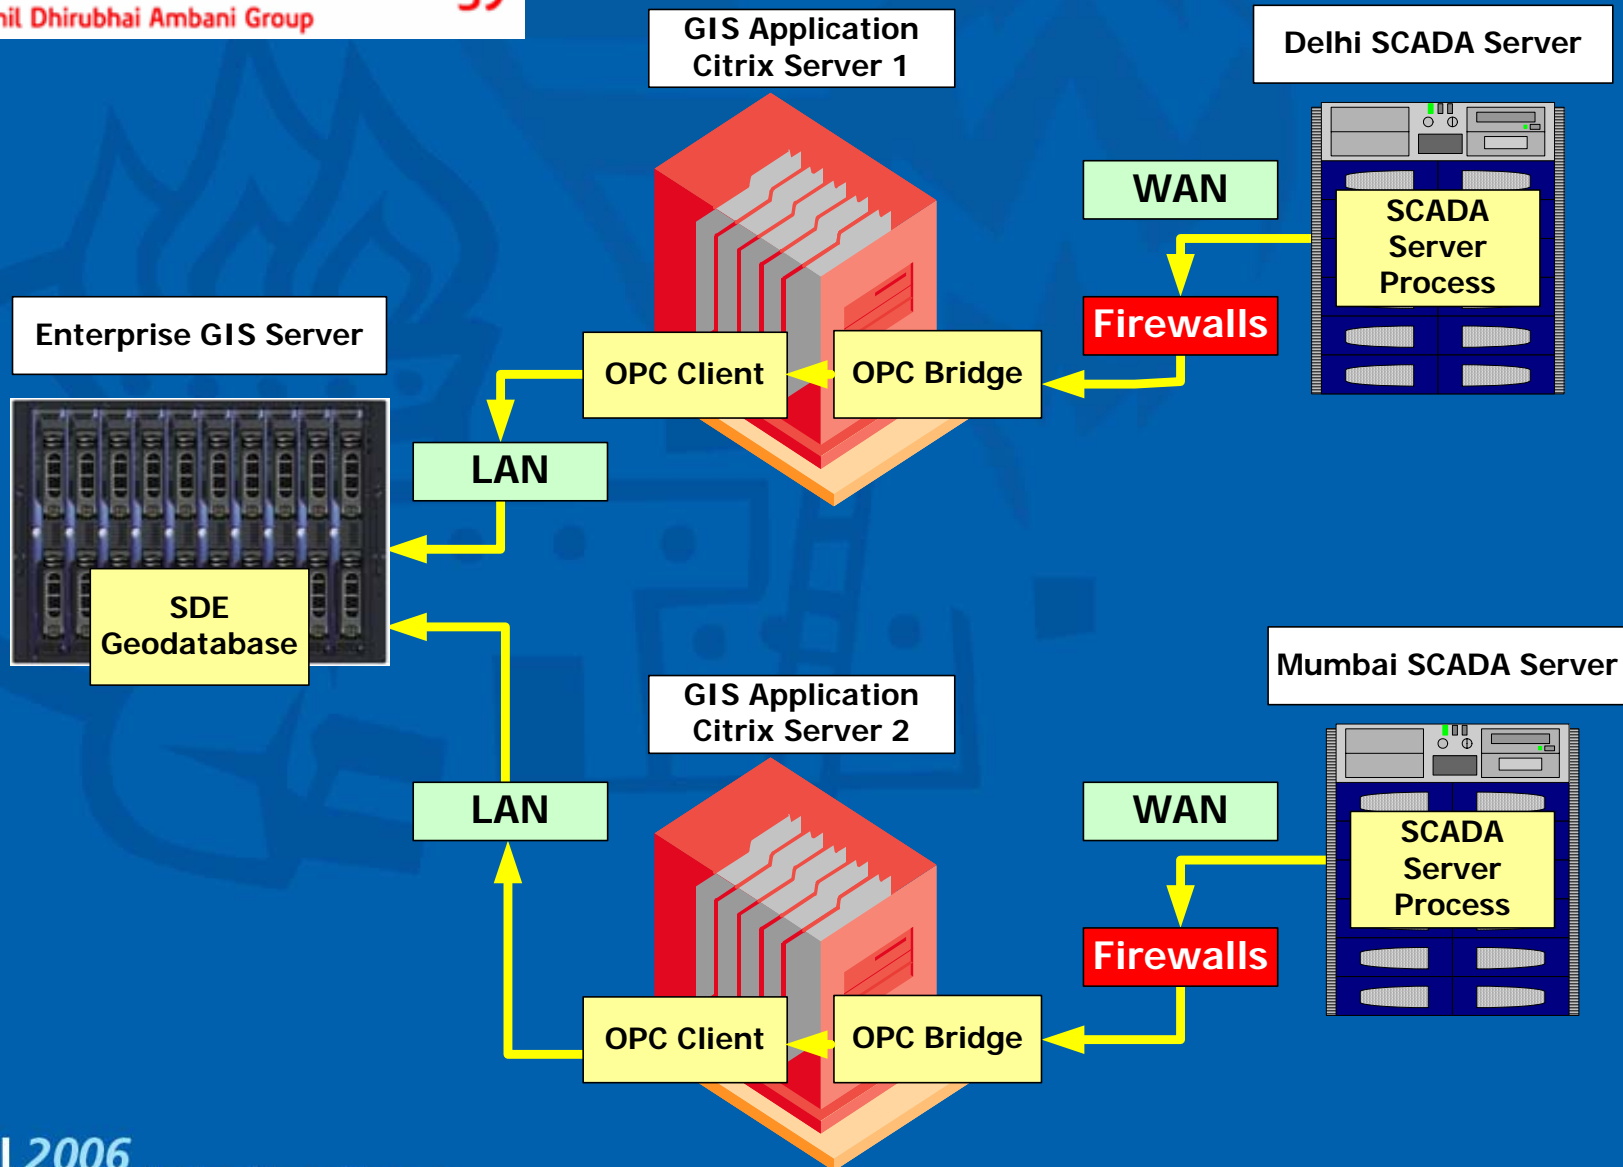 Dhirubhai Ambani Group
GIS Application
Citrix Server 1
Delhi SCADA Server
WAN
SCADA
Server
Process
Firewalls
Enterprise GIS Server
OPC Client
OPC Bridge
LAN
SDE
Geodatabase
Mumbai SCADA Server
GIS Application
Citrix Server 2
LAN
WAN
SCADA
Server
Process
Firewalls
OPC Client
OPC Bridge
2006